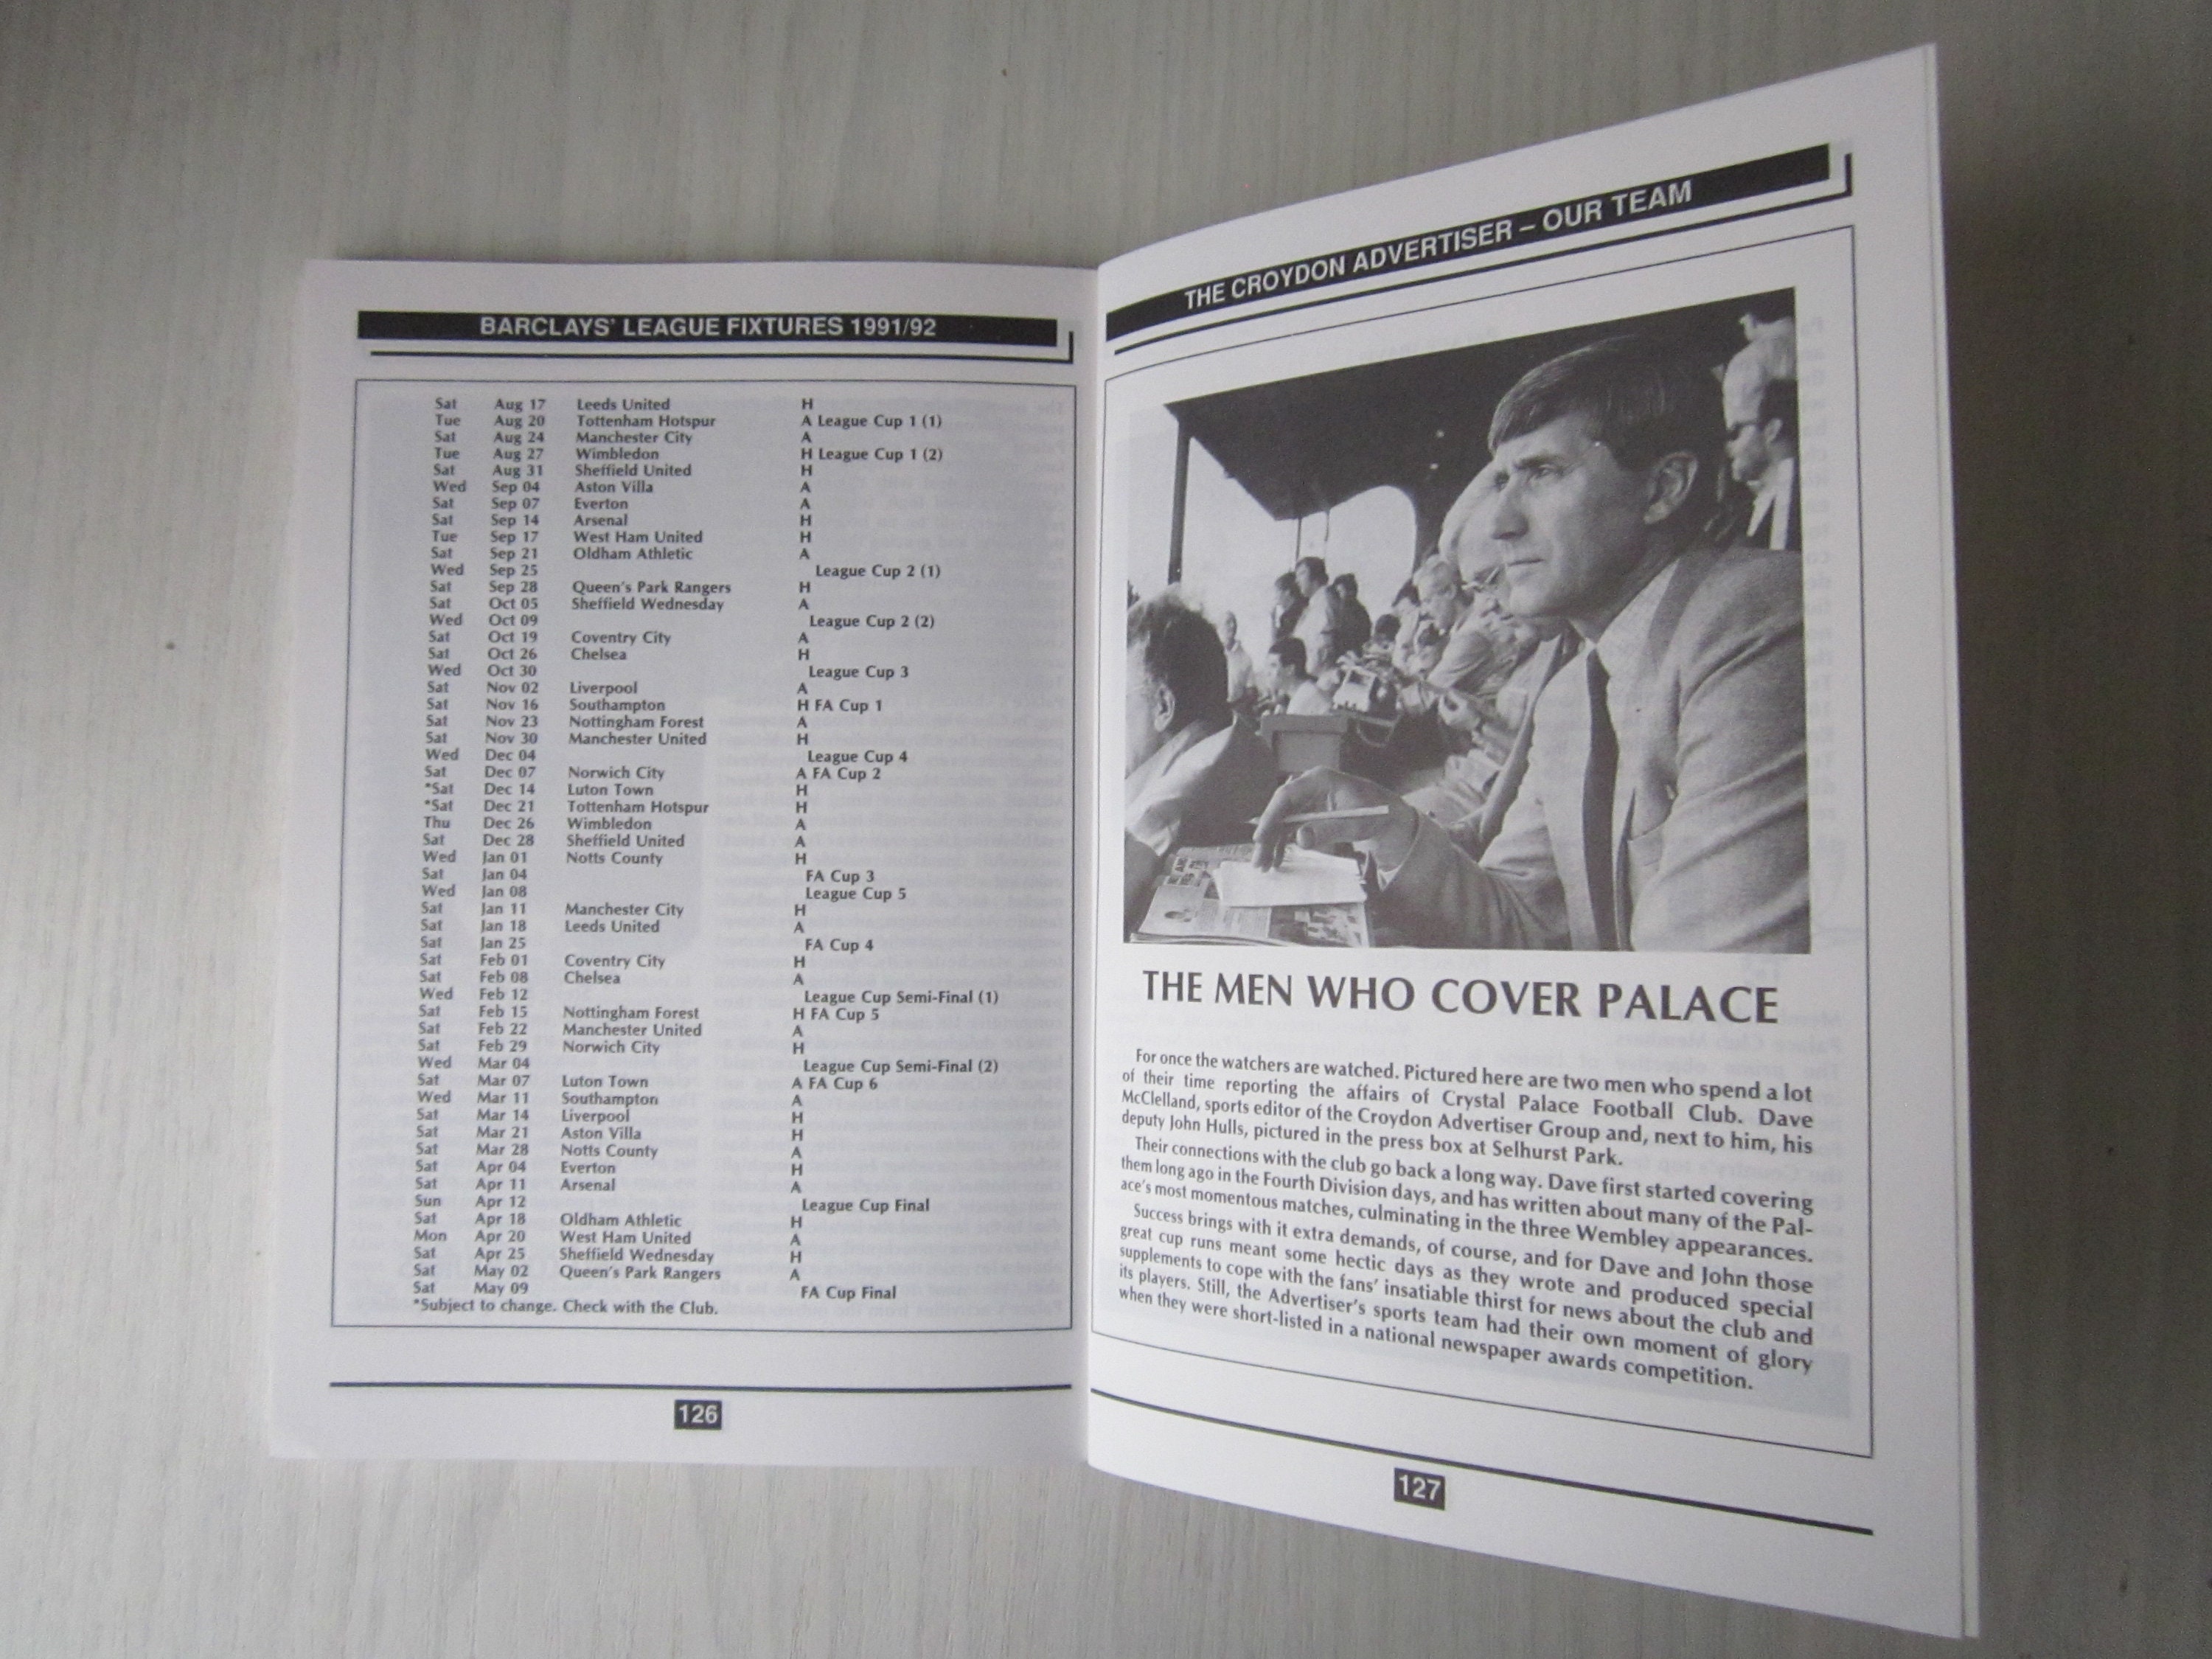 BARCLAYS' LEAGUE FIXTURES 1991/92
Sat Aug 17 Leeds United H
Tue Aug 20 Tottenham Hotspur A League Cup 1 (1)
Sat Aug 24 Manchester City A
Tue Aug 27 Wimbledon H League Cup 1 (2)
Sat Aug 31 Sheffield United H
Wed Sep 04 Aston Villa A
Sat Sep 07 Everton A
Sat Sep 14 Arsenal H
Tue Sep 17 West Ham United H
Sat Sep 21 Oldham Athletic A
Wed Sep 25 League Cup 2 (1)
Sat Sep 28 Queen's Park Rangers H
Sat Oct 05 Sheffield Wednesday A
Wed Oct 09 League Cup 2 (2)
Sat Oct 19 Coventry City A
Sat Oct 26 Chelsea H
Wed Oct 30 League Cup 3
Sat Nov 02 Liverpool A
Sat Nov 16 Southampton H FA Cup 1
Sat Nov 23 Nottingham Forest A
Sat Nov 30 Manchester United H
Wed Dec 04 League Cup 4
Sat Dec 07 Norwich City A FA Cup 2
*Sat Dec 14 Luton Town H
*Sat Dec 21 Tottenham Hotspur H
Thu Dec 26 Wimbledon A
Sat Dec 28 Sheffield United A
Wed Jan 01 Notts County H
Sat Jan 04 FA Cup 3
Wed Jan 08 League Cup 5
Sat Jan 11 Manchester City H
Sat Jan 18 Leeds United A
Sat Jan 25 FA Cup 4
Sat Feb 01 Coventry City H
Sat Feb 08 Chelsea A
Wed Feb 12 League Cup Semi-Final (1)
Sat Feb 15 Nottingham Forest H FA Cup 5
Sat Feb 22 Manchester United A
Sat Feb 29 Norwich City H
Wed Mar 04 League Cup Semi-Final (2)
Sat Mar 07 Luton Town A FA Cup 6
Wed Mar 11 Southampton A
Sat Mar 14 Liverpool H
Sat Mar 21 Aston Villa H
Sat Mar 28 Notts County A
Sat Apr 04 Everton H
Sat Apr 11 Arsenal A
Sun Apr 12 League Cup Final
Sat Apr 18 Oldham Athletic H
Mon Apr 20 West Ham United A
Sat Apr 25 Sheffield Wednesday H
Sat May 02 Queen's Park Rangers A
Sat May 09 FA Cup Final
*Subject to change. Check with the Club.
126
THE CROYDON ADVERTISER – OUR TEAM
THE MEN WHO COVER PALACE
For once the watchers are watched. Pictured here are two men who spend a lot
of their time reporting the affairs of Crystal Palace Football Club. Dave
McClelland, sports editor of the Croydon Advertiser Group and, next to him, his
deputy John Hulls, pictured in the press box at Selhurst Park.
Their connections with the club go back a long way. Dave first started covering
them long ago in the Fourth Division days, and has written about many of the Pal-
ace's most momentous matches, culminating in the three Wembley appearances.
Success brings with it extra demands, of course, and for Dave and John those
great cup runs meant some hectic days as they wrote and produced special
supplements to cope with the fans' insatiable thirst for news about the club and
its players. Still, the Advertiser's sports team had their own moment of glory
when they were short-listed in a national newspaper awards competition.
127